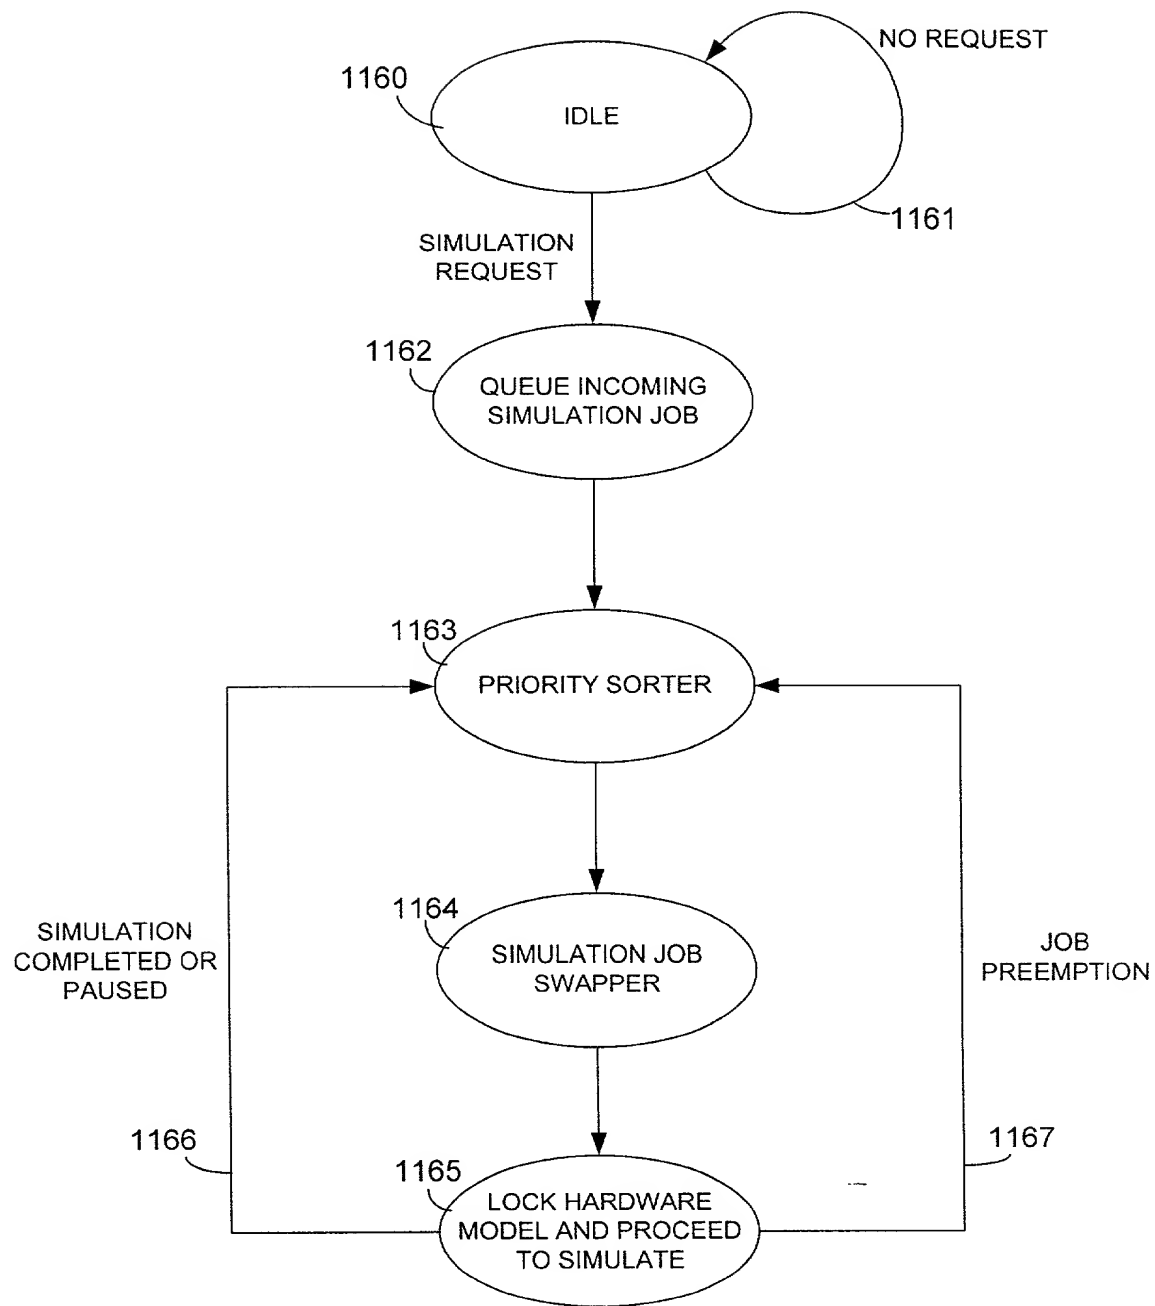 NO REQUEST
1160
IDLE
1161
SIMULATION
REQUEST
1162
QUEUE INCOMING
SIMULATION JOB
1163
PRIORITY SORTER
1164
SIMULATION JOB
SWAPPER
SIMULATION
COMPLETED OR
PAUSED
JOB
PREEMPTION
1166
1167
1165
LOCK HARDWARE
MODEL AND PROCEED
TO SIMULATE